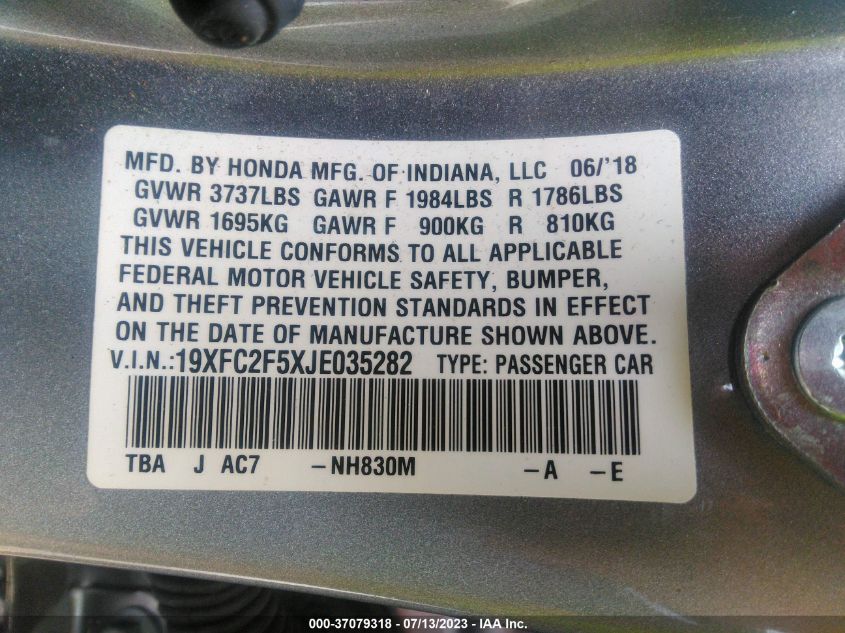 MFD. BY HONDA MFG. OF INDIANA, LLC 06/'18
GVWR 3737LBS GAWR F 1984LBS R 1786LBS
GVWR 1695KG GAWR F 900KG R 810KG
THIS VEHICLE CONFORMS TO ALL APPLICABLE
FEDERAL MOTOR VEHICLE SAFETY, BUMPER,
AND THEFT PREVENTION STANDARDS IN EFFECT
ON THE DATE OF MANUFACTURE SHOWN ABOVE.
V.I.N.:19XFC2F5XJE035282 TYPE: PASSENGER CAR
TBA J AC7 -NH830M -A -E
000-37079318 - 07/13/2023 - IAA Inc.